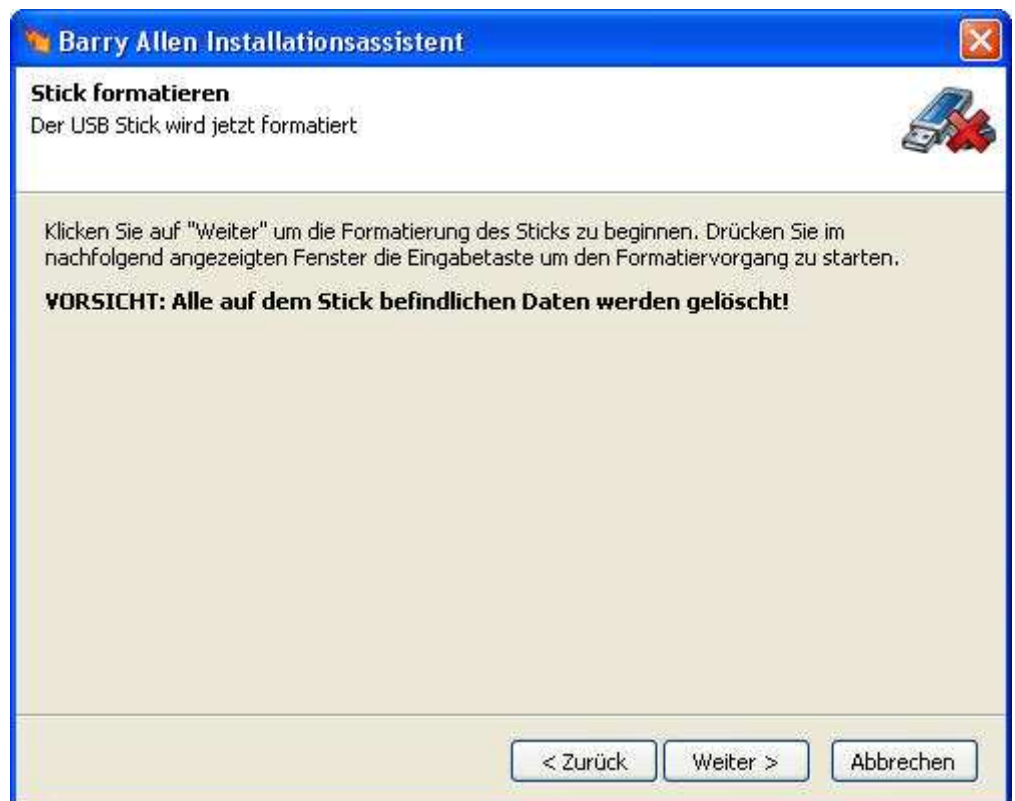 Barry Allen Installationsassistent
Stick formatieren
Der USB Stick wird jetzt formatiert
Klicken Sie auf "Weiter" um die Formatierung des Sticks zu beginnen. Drücken Sie im
nachfolgend angezeigten Fenster die Eingabetaste um den Formatiervorgang zu starten.
VORSICHT: Alle auf dem Stick befindlichen Daten werden gelöscht!
< Zurück Weiter > Abbrechen